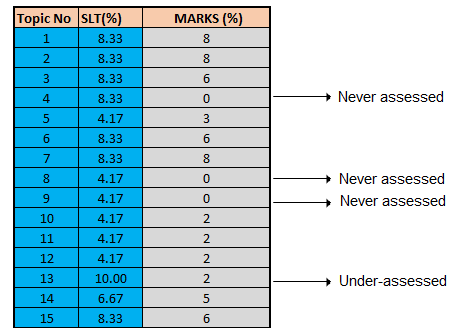 Topic No SLT(%) MARKS (%)
1 8.33 8
2 8.33 8
3 8.33 6
4 8.33 0 Never assessed
5 4.17 3
6 8.33 6
7 8.33 8
8 4.17 0 Never assessed
9 4.17 0 Never assessed
10 4.17 2
11 4.17 2
12 4.17 2
13 10.00 2 Under-assessed
14 6.67 5
15 8.33 6